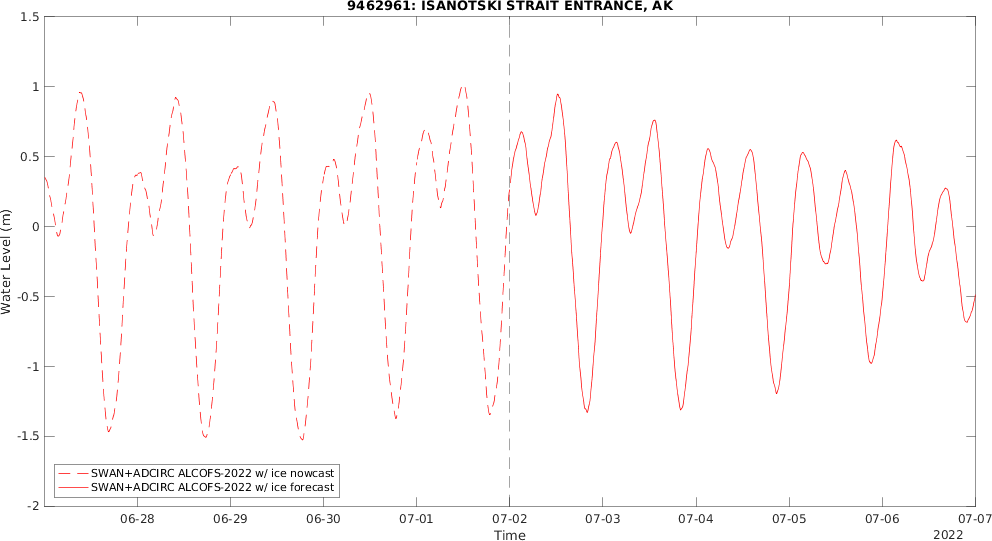 9462961: ISANOTSKI STRAIT ENTRANCE, AK
1.5
1
0.5
0
-0.5
-1
-1.5
-2
Water Level (m)
SWAN+ADCIRC ALCOFS-2022 w/ ice nowcast
SWAN+ADCIRC ALCOFS-2022 w/ ice forecast
06-28 06-29 06-30 07-01 07-02 07-03 07-04 07-05 07-06 07-07
Time
2022